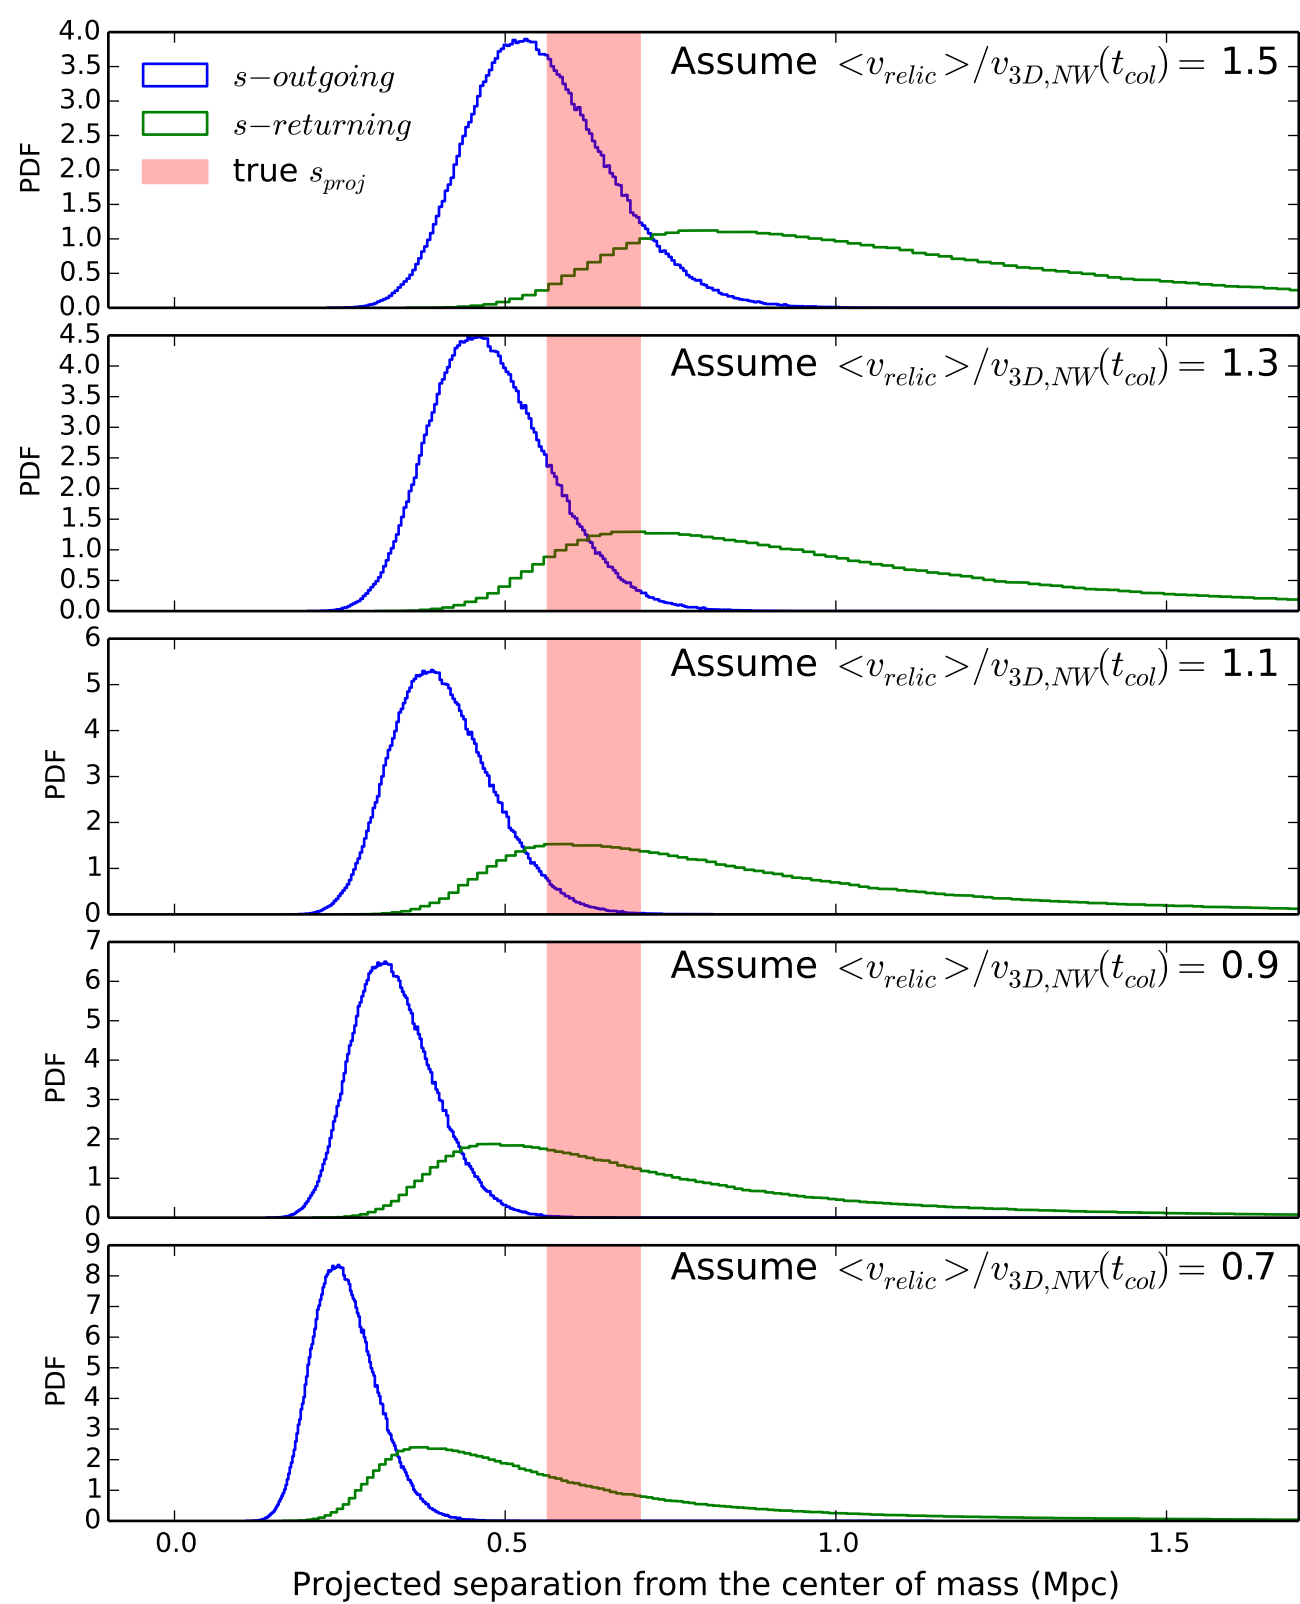 4.0
3.5
3.0
2.5
2.0
1.5
1.0
0.5
0.0
PDF
s−outgoing
s−returning
true s_proj
Assume <v_relic>/v_3D,NW(t_col)= 1.5
4.5
4.0
3.5
3.0
2.5
2.0
1.5
1.0
0.5
0.0
PDF
Assume <v_relic>/v_3D,NW(t_col)= 1.3
6
5
4
3
2
1
0
PDF
Assume <v_relic>/v_3D,NW(t_col)= 1.1
7
6
5
4
3
2
1
0
PDF
Assume <v_relic>/v_3D,NW(t_col)= 0.9
9
8
7
6
5
4
3
2
1
0
PDF
Assume <v_relic>/v_3D,NW(t_col)= 0.7
0.0 0.5 1.0 1.5
Projected separation from the center of mass (Mpc)